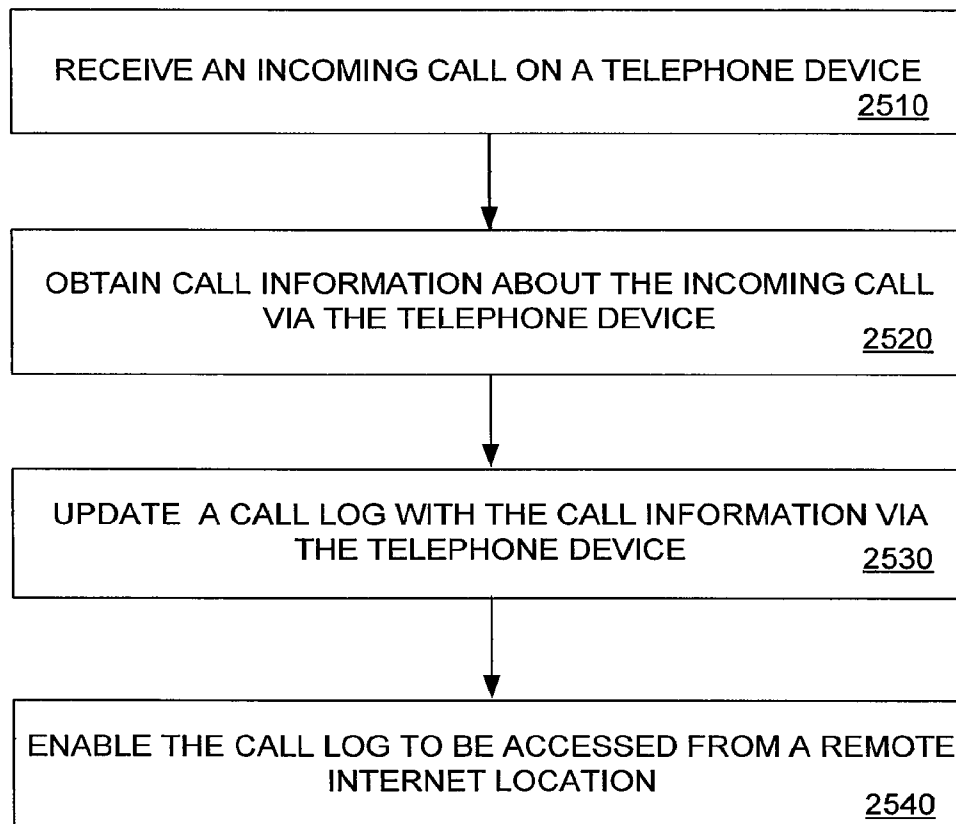 RECEIVE AN INCOMING CALL ON A TELEPHONE DEVICE
2510
OBTAIN CALL INFORMATION ABOUT THE INCOMING CALL
VIA THE TELEPHONE DEVICE
2520
UPDATE A CALL LOG WITH THE CALL INFORMATION VIA
THE TELEPHONE DEVICE
2530
ENABLE THE CALL LOG TO BE ACCESSED FROM A REMOTE
INTERNET LOCATION
2540